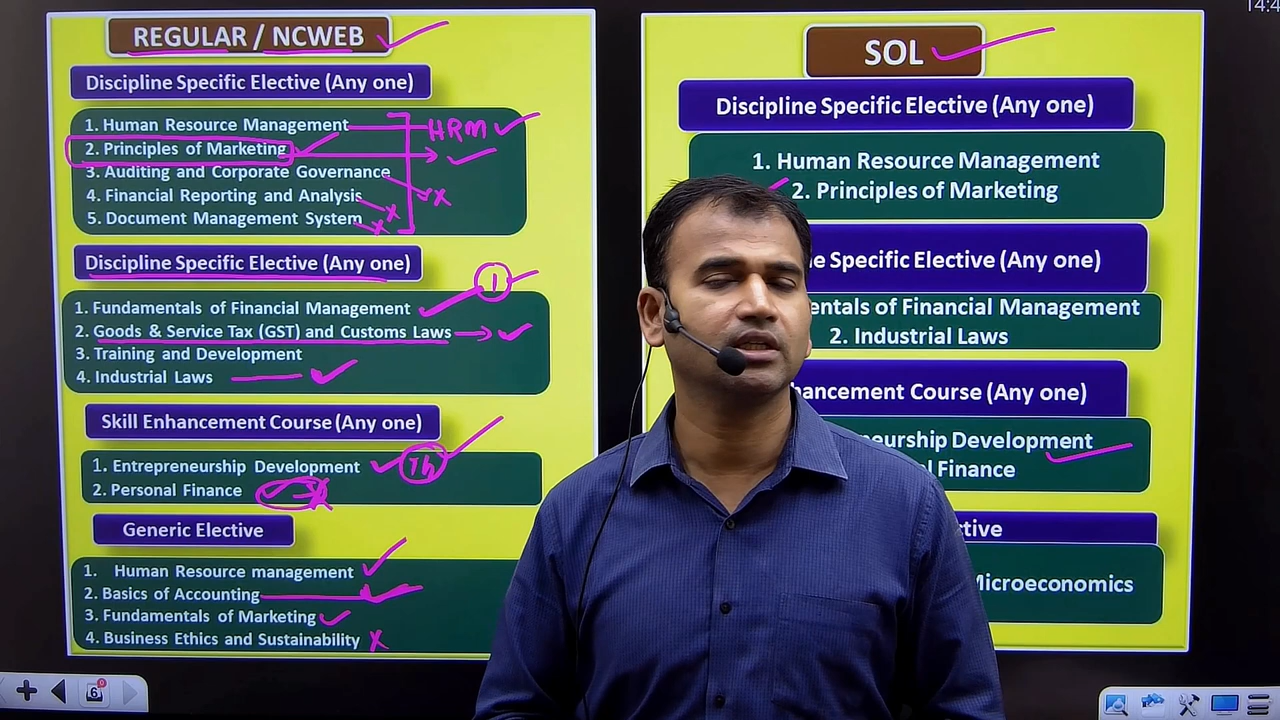 14:4
REGULAR / NCWEB
Discipline Specific Elective (Any one)
1. Human Resource Management
HRM
2. Principles of Marketing
3. Auditing and Corporate Governance
4. Financial Reporting and Analysis
5. Document Management System
Discipline Specific Elective (Any one)
1
1. Fundamentals of Financial Management
2. Goods & Service Tax (GST) and Customs Laws
3. Training and Development
4. Industrial Laws
Skill Enhancement Course (Any one)
1. Entrepreneurship Development
2. Personal Finance
Generic Elective
1. Human Resource management
2. Basics of Accounting
3. Fundamentals of Marketing
4. Business Ethics and Sustainability
6
0
SOL
Discipline Specific Elective (Any one)
1. Human Resource Management
2. Principles of Marketing
e Specific Elective (Any one)
entals of Financial Management
2. Industrial Laws
hancement Course (Any one)
eurship Development
l Finance
ctive
Microeconomics